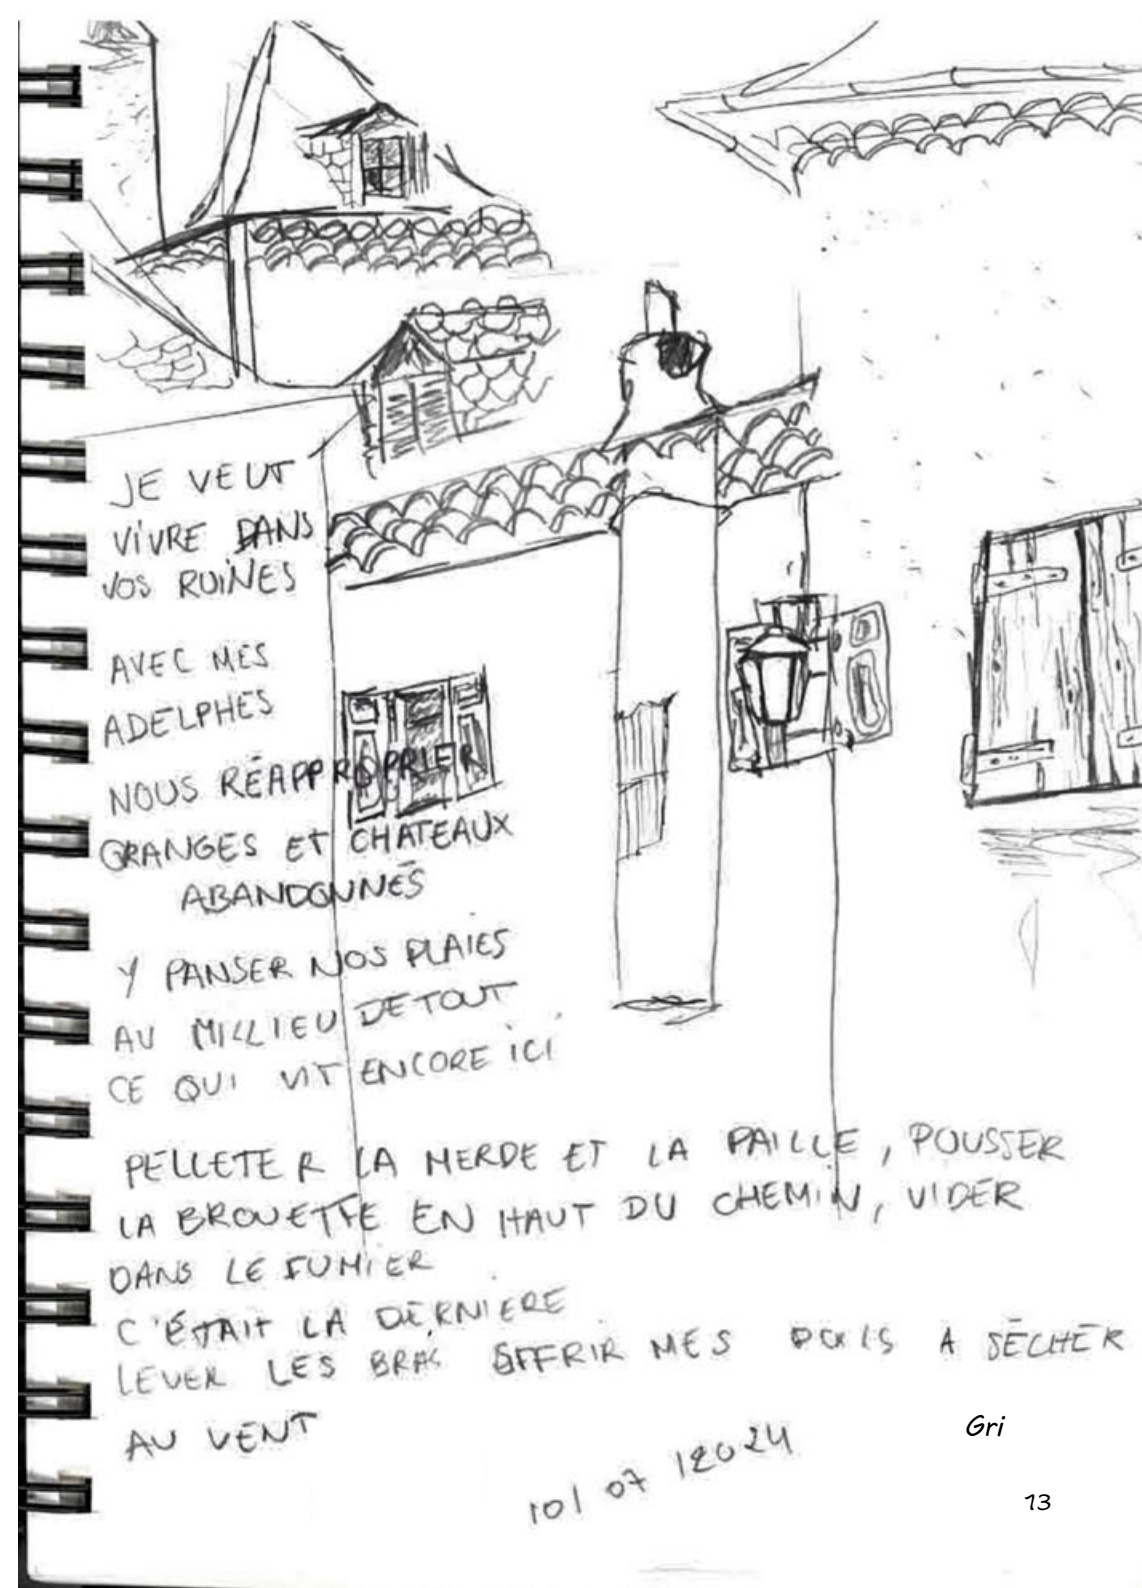 JE VEUT
VIVRE DANS
VOS RUINES
AVEC MES
ADELPHES
NOUS RÉAPPROPRIER
GRANGES ET CHATEAUX
ABANDONNÉS
Y PANSER NOS PLAIES
AU MILLIEU DE TOUT
CE QUI VIT ENCORE ICI
PELLETER LA MERDE ET LA PAILLE, POUSSER
LA BROUETTE EN HAUT DU CHEMIN, VIDER
DANS LE FUMIER
C'ÉTAIT LA DERNIERE
LEVER LES BRAS OFFRIR MES POILS A SÉCHER
AU VENT
Gri
10/07/2024
13